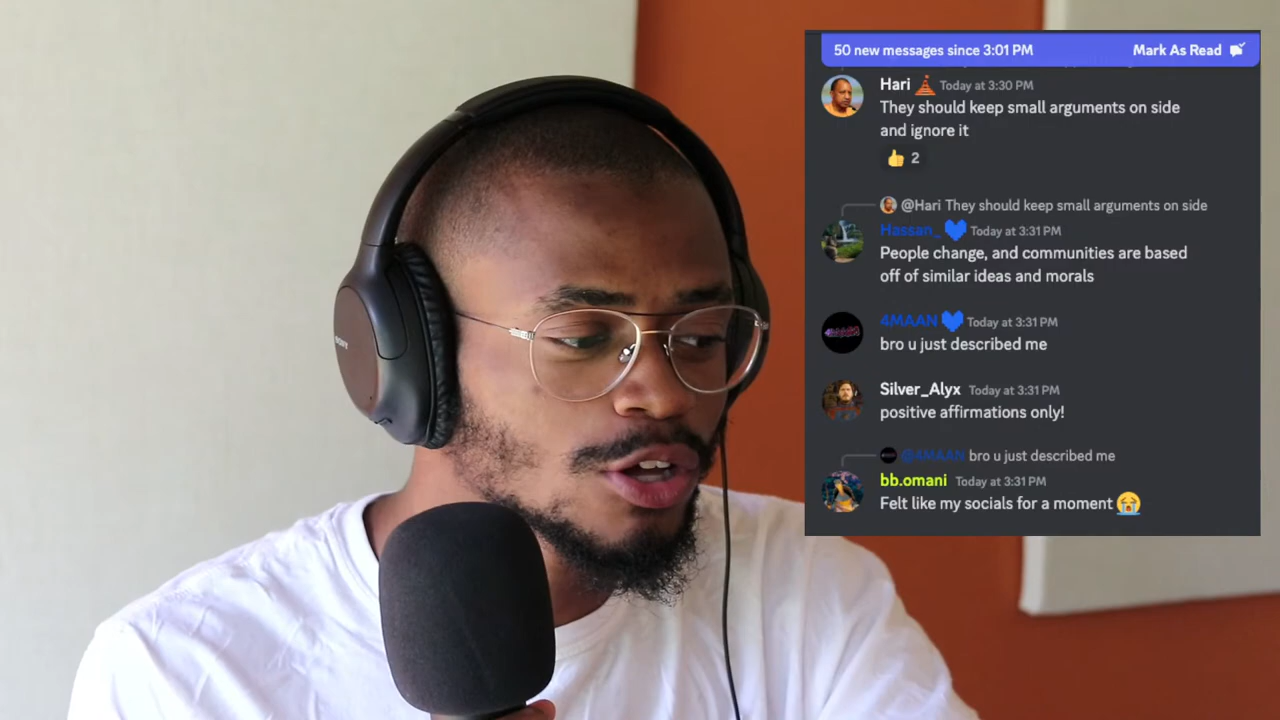 50 new messages since 3:01 PM Mark As Read
Hari Today at 3:30 PM
They should keep small arguments on side
and ignore it
👍 2
@Hari They should keep small arguments on side
Hassan_ 💙 Today at 3:31 PM
People change, and communities are based
off of similar ideas and morals
4MAAN 💙 Today at 3:31 PM
bro u just described me
Silver_Alyx Today at 3:31 PM
positive affirmations only!
@4MAAN bro u just described me
bb.omani Today at 3:31 PM
Felt like my socials for a moment 😭
SONY